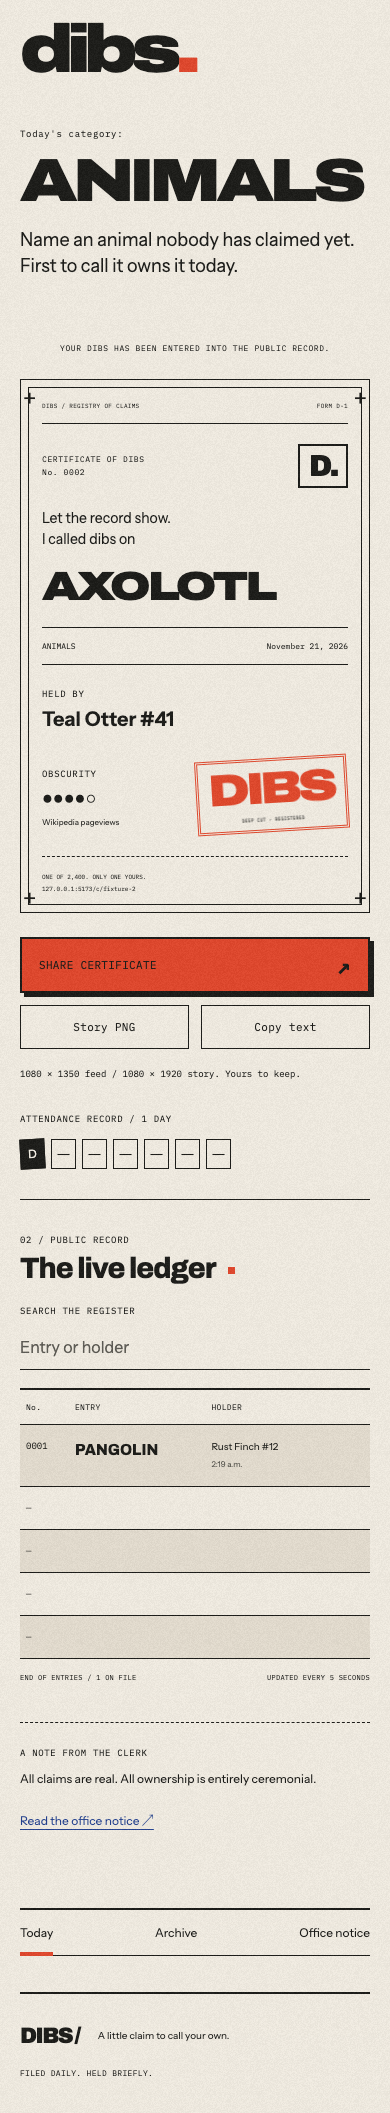 dibs.
Today's category:
ANIMALS
Name an animal nobody has claimed yet.
First to call it owns it today.
YOUR DIBS HAS BEEN ENTERED INTO THE PUBLIC RECORD.
DIBS / REGISTRY OF CLAIMS
FORM D-1
CERTIFICATE OF DIBS
No. 0002
D.
Let the record show.
I called dibs on
AXOLOTL
ANIMALS
November 21, 2026
HELD BY
Teal Otter #41
OBSCURITY
●●●●○
Wikipedia pageviews
DIBS
DEEP CUT · REGISTERED
ONE OF 2,400. ONLY ONE YOURS.
127.0.0.1:5173/c/fixture-2
SHARE CERTIFICATE ↗
Story PNG
Copy text
1080 × 1350 feed / 1080 × 1920 story. Yours to keep.
ATTENDANCE RECORD / 1 DAY
D — — — — — —
02 / PUBLIC RECORD
The live ledger
SEARCH THE REGISTER
Entry or holder
No. ENTRY HOLDER
0001 PANGOLIN Rust Finch #12
2:19 a.m.
—
—
—
—
END OF ENTRIES / 1 ON FILE
UPDATED EVERY 5 SECONDS
A NOTE FROM THE CLERK
All claims are real. All ownership is entirely ceremonial.
Read the office notice ↗
Today
Archive
Office notice
DIBS/
A little claim to call your own.
FILED DAILY. HELD BRIEFLY.